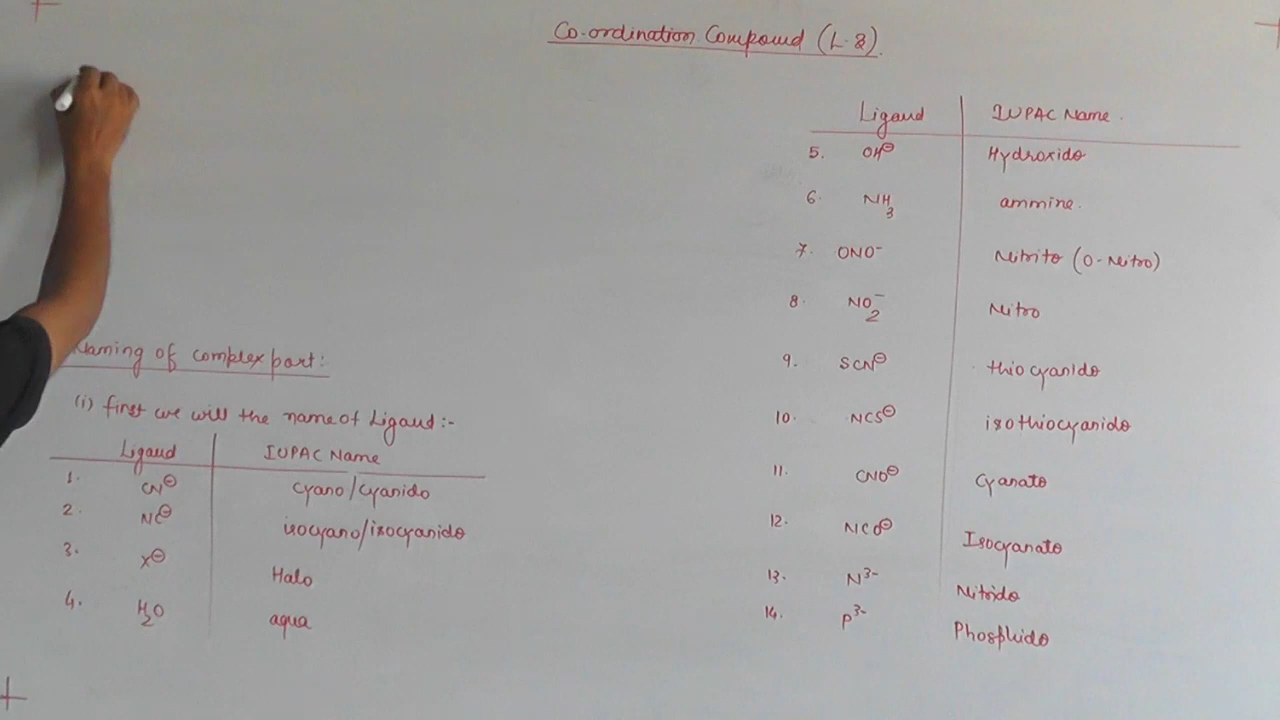 Co-ordination Compound (L-2).
Naming of complex part:
(i) first we will the name of Ligand:-
Ligand IUPAC Name
1. CN⊖ Cyano/Cyanido
2. NC⊖ isocyano/isocyanido
3. X⊖ Halo
4. H2O aqua
Ligand IUPAC Name.
5. OH⊖ Hydroxido
6. NH3 ammine.
7. ONO- Nitrito (O-Nitro)
8. NO2- Nitro
9. SCN⊖ thiocyanido
10. NCS⊖ isothiocyanido
11. CNO⊖ Cyanato
12. NCO⊖ Isocyanato
13. N3- Nitrido
14. P3- Phosphido